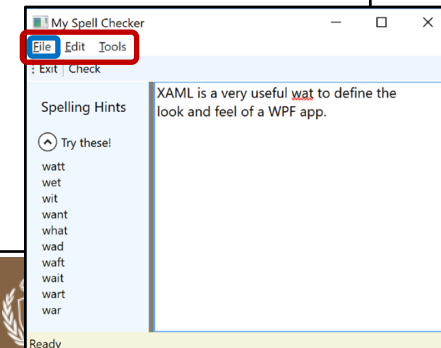 My Spell Checker
File Edit Tools
Exit Check
Spelling Hints
Try these!
watt
wet
wit
want
what
wad
waft
wait
wart
war
XAML is a very useful wat to define the
look and feel of a WPF app.
Ready